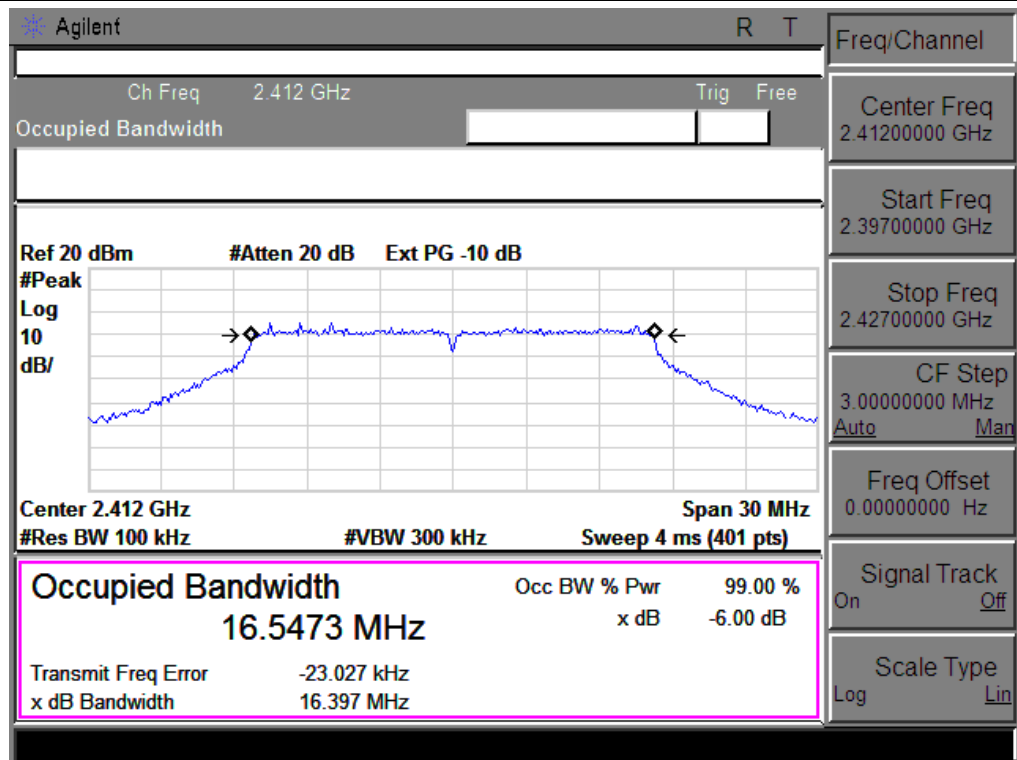 Agilent R T
Ch Freq 2.412 GHz Trig Free
Occupied Bandwidth
Ref 20 dBm #Atten 20 dB Ext PG -10 dB
#Peak
Log
10
dB/
Center 2.412 GHz Span 30 MHz
#Res BW 100 kHz #VBW 300 kHz Sweep 4 ms (401 pts)
Occupied Bandwidth Occ BW % Pwr 99.00 %
16.5473 MHz x dB -6.00 dB
Transmit Freq Error -23.027 kHz
x dB Bandwidth 16.397 MHz
Freq/Channel
Center Freq
2.41200000 GHz
Start Freq
2.39700000 GHz
Stop Freq
2.42700000 GHz
CF Step
3.00000000 MHz
Auto Man
Freq Offset
0.00000000 Hz
Signal Track
On Off
Scale Type
Log Lin